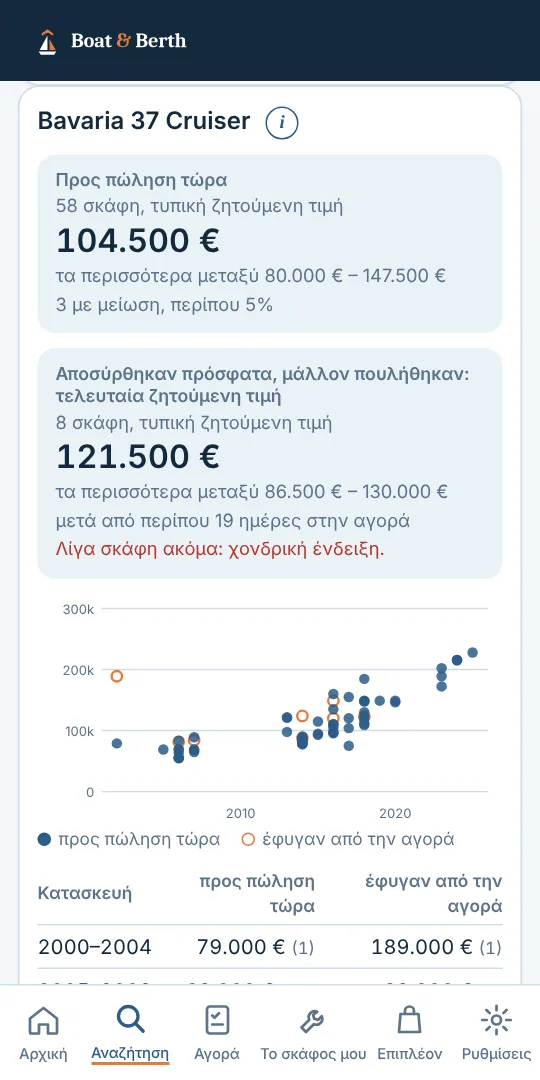 Boat & Berth
Bavaria 37 Cruiser i
Προς πώληση τώρα
58 σκάφη, τυπική ζητούμενη τιμή
104.500 €
τα περισσότερα μεταξύ 80.000 € – 147.500 €
3 με μείωση, περίπου 5%
Αποσύρθηκαν πρόσφατα, μάλλον πουλήθηκαν:
τελευταία ζητούμενη τιμή
8 σκάφη, τυπική ζητούμενη τιμή
121.500 €
τα περισσότερα μεταξύ 86.500 € – 130.000 €
μετά από περίπου 19 ημέρες στην αγορά
Λίγα σκάφη ακόμα: χονδρική ένδειξη.
300k
200k
100k
0
2010 2020
προς πώληση τώρα έφυγαν από την αγορά
Κατασκευή προς πώληση τώρα έφυγαν από την αγορά
2000–2004 79.000 € (1) 189.000 € (1)
Αρχική Αναζήτηση Αγορά Το σκάφος μου Επιπλέον Ρυθμίσεις